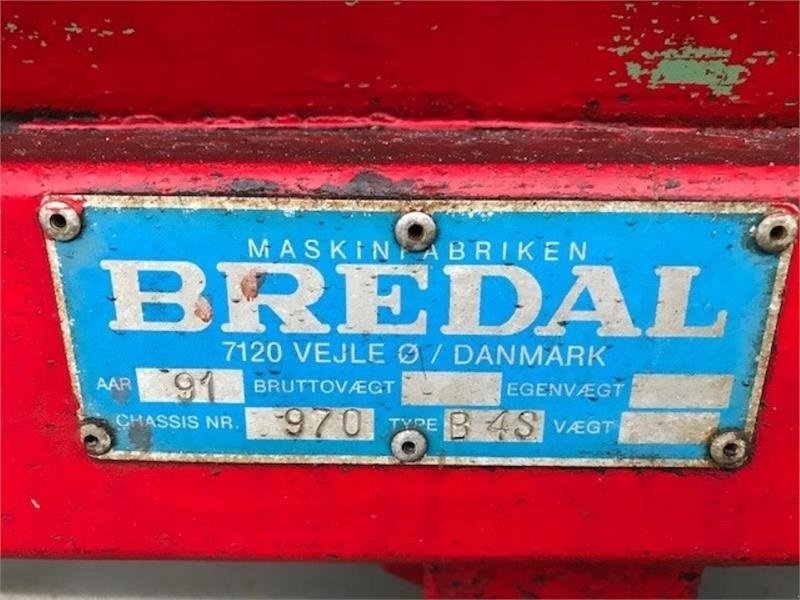 MASKINFABRIKEN
BREDAL
7120 VEJLE Ø / DANMARK
AAR 91 BRUTTOVÆGT EGENVÆGT
CHASSIS NR. 970 TYPE B 4S VÆGT